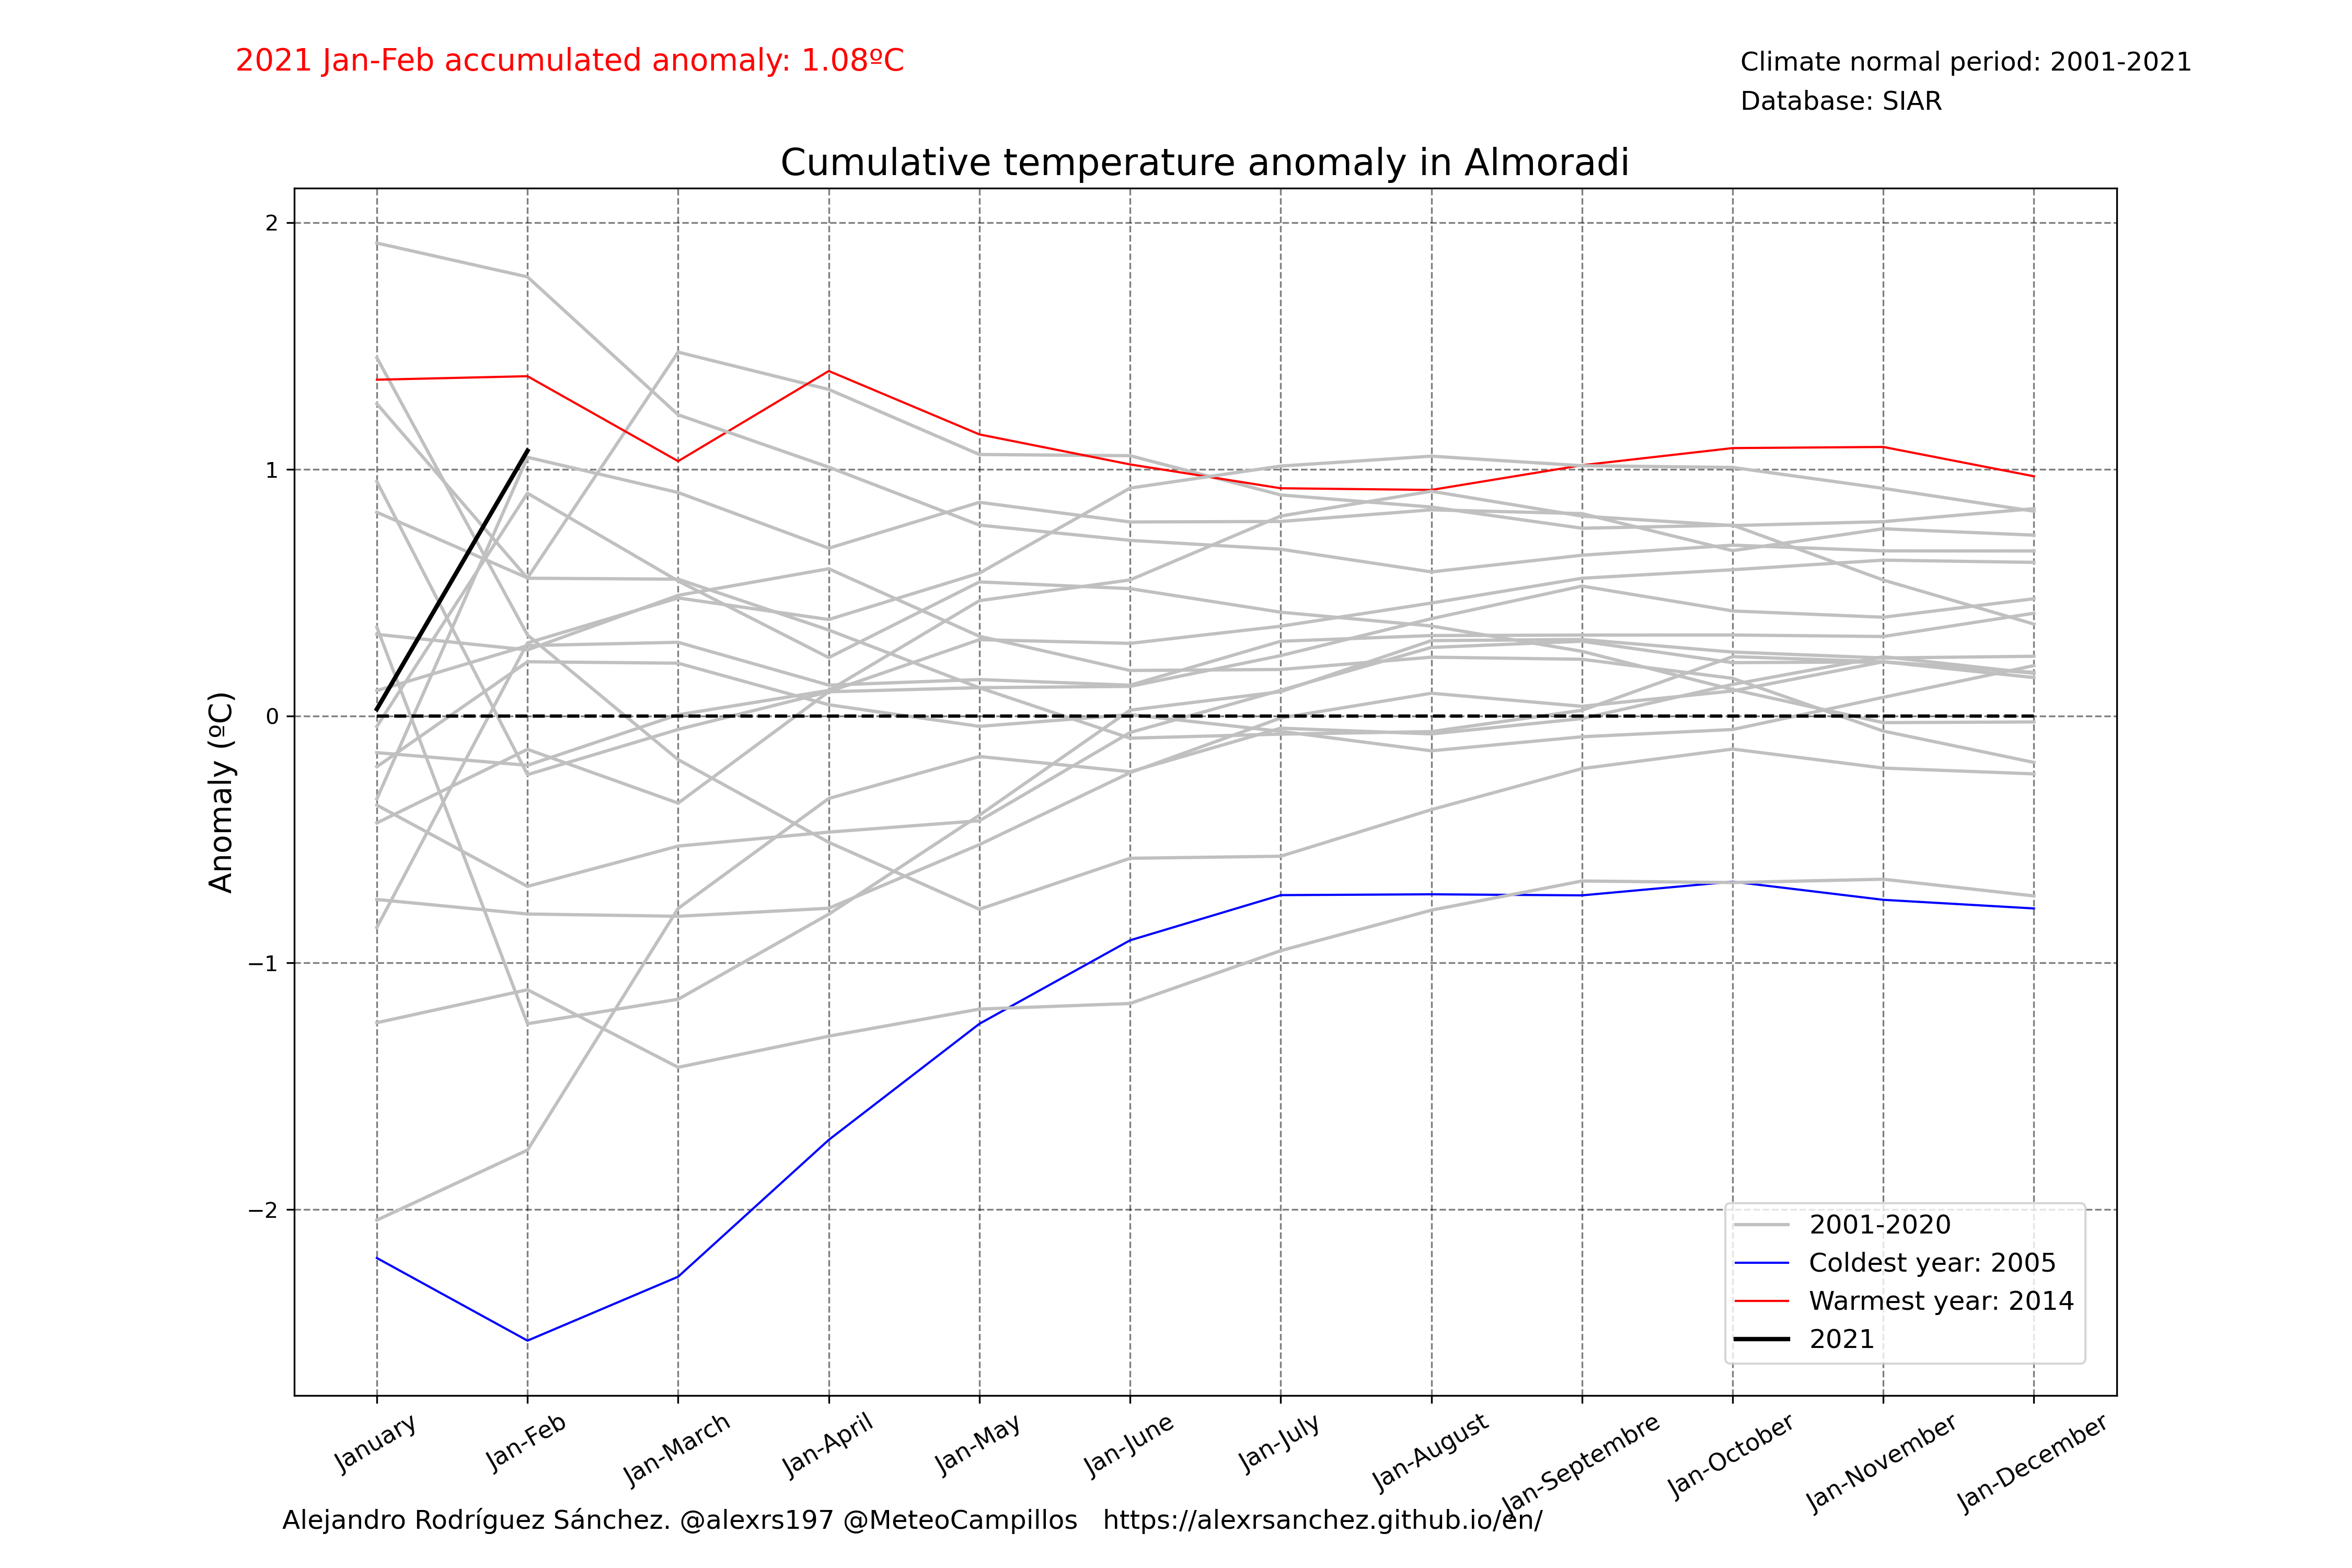 2021 Jan-Feb accumulated anomaly: 1.08ºC
Climate normal period: 2001-2021
Database: SIAR
Cumulative temperature anomaly in Almoradi
Anomaly (ºC)
2
1
0
−1
−2
2001-2020
Coldest year: 2005
Warmest year: 2014
2021
January
Jan-Feb
Jan-March
Jan-April
Jan-May
Jan-June
Jan-July
Jan-August
Jan-Septembre
Jan-October
Jan-November
Jan-December
Alejandro Rodríguez Sánchez. @alexrs197 @MeteoCampillos https://alexrsanchez.github.io/en/